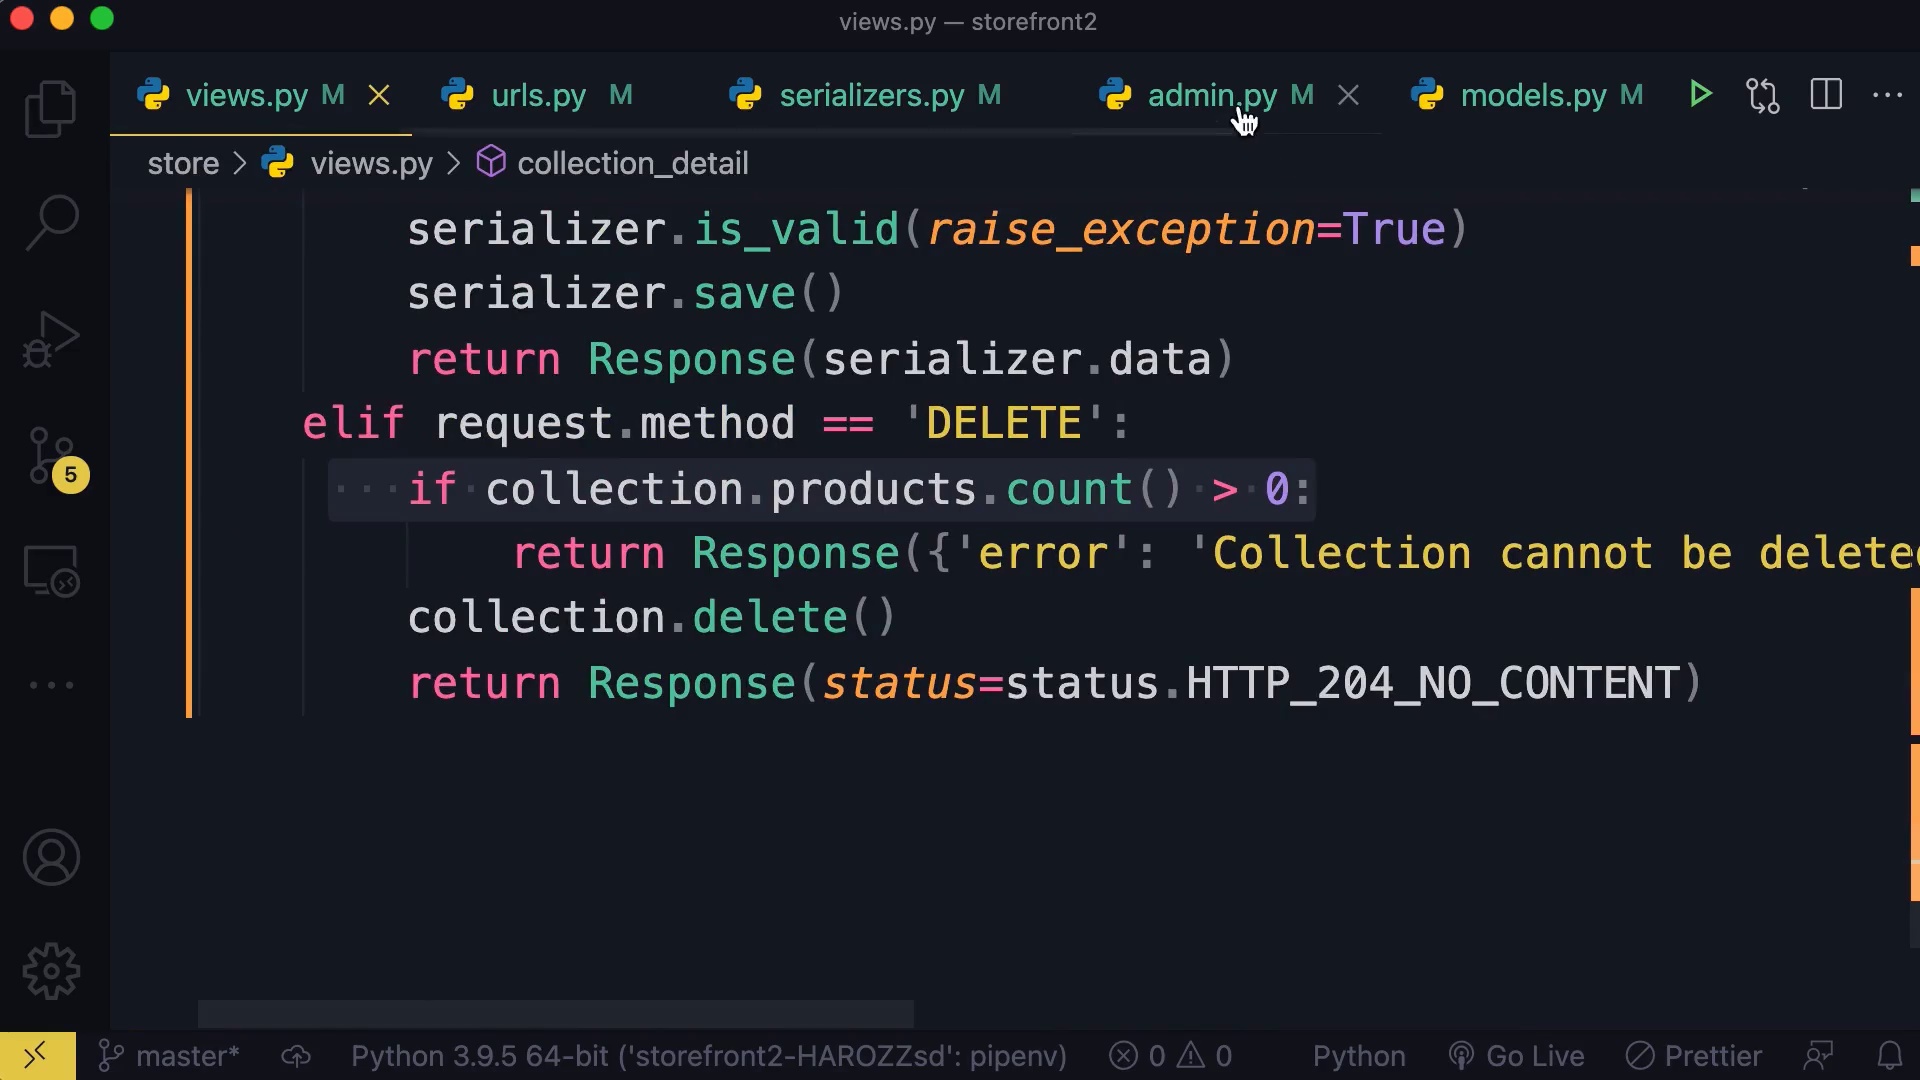 views.py — storefront2
views.py M urls.py M serializers.py M admin.py M models.py M
store > views.py > collection_detail
serializer.is_valid(raise_exception=True)
serializer.save()
return Response(serializer.data)
elif request.method == 'DELETE':
if collection.products.count() > 0:
return Response({'error': 'Collection cannot be delete
collection.delete()
return Response(status=status.HTTP_204_NO_CONTENT)
5
master* Python 3.9.5 64-bit ('storefront2-HAROZZsd': pipenv) 0 0 Python Go Live Prettier